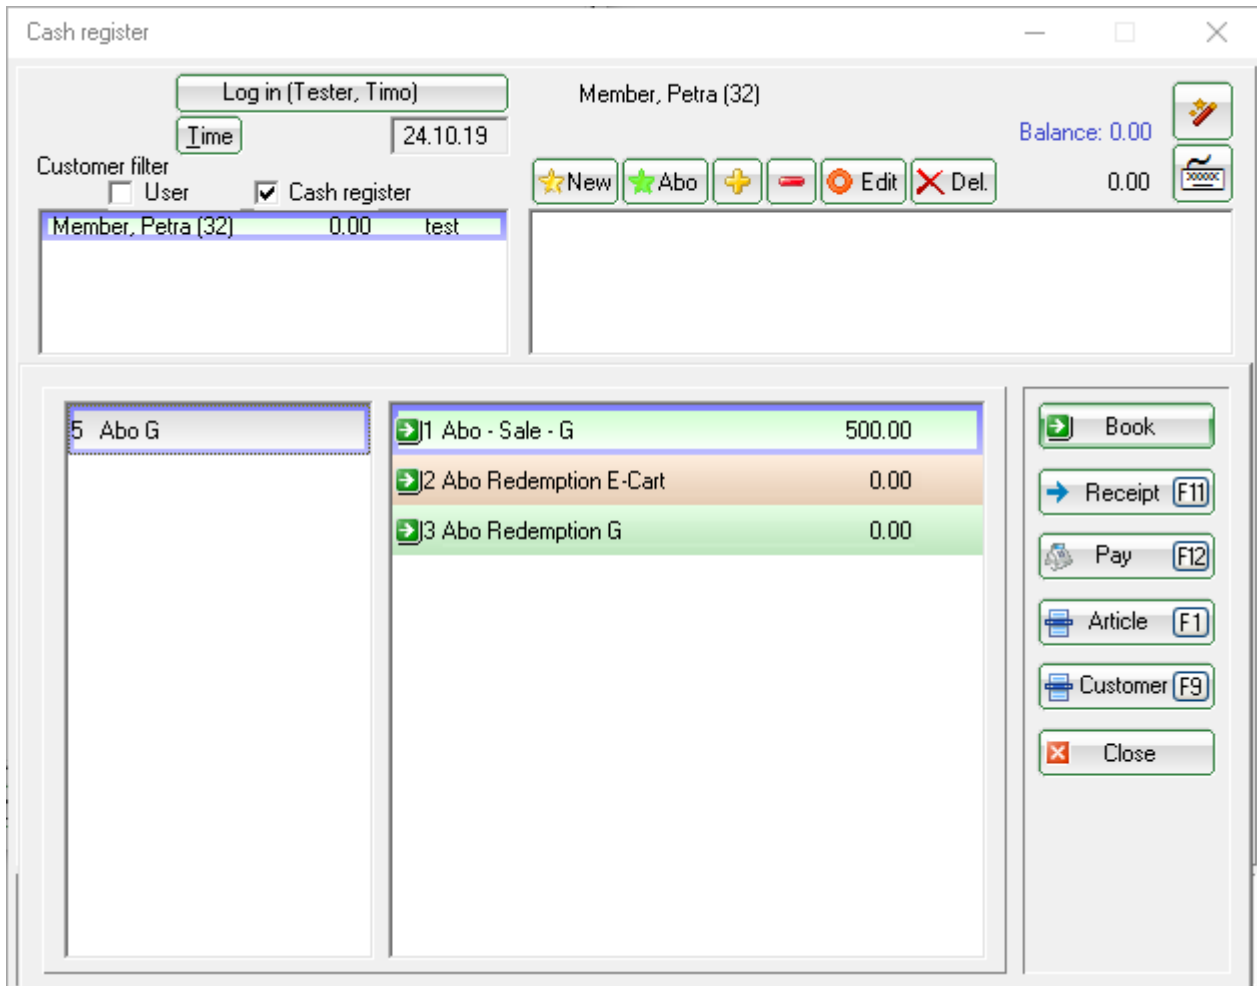 Cash register
Log in (Tester, Timo)
Member, Petra (32)
Time
24.10.19
Balance: 0.00
Customer filter
User
Cash register
New
Abo
Edit
Del.
0.00
Member, Petra (32) 0.00 test
5 Abo G
1 Abo - Sale - G 500.00
2 Abo Redemption E-Cart 0.00
3 Abo Redemption G 0.00
Book
Receipt F11
Pay F12
Article F1
Customer F9
Close